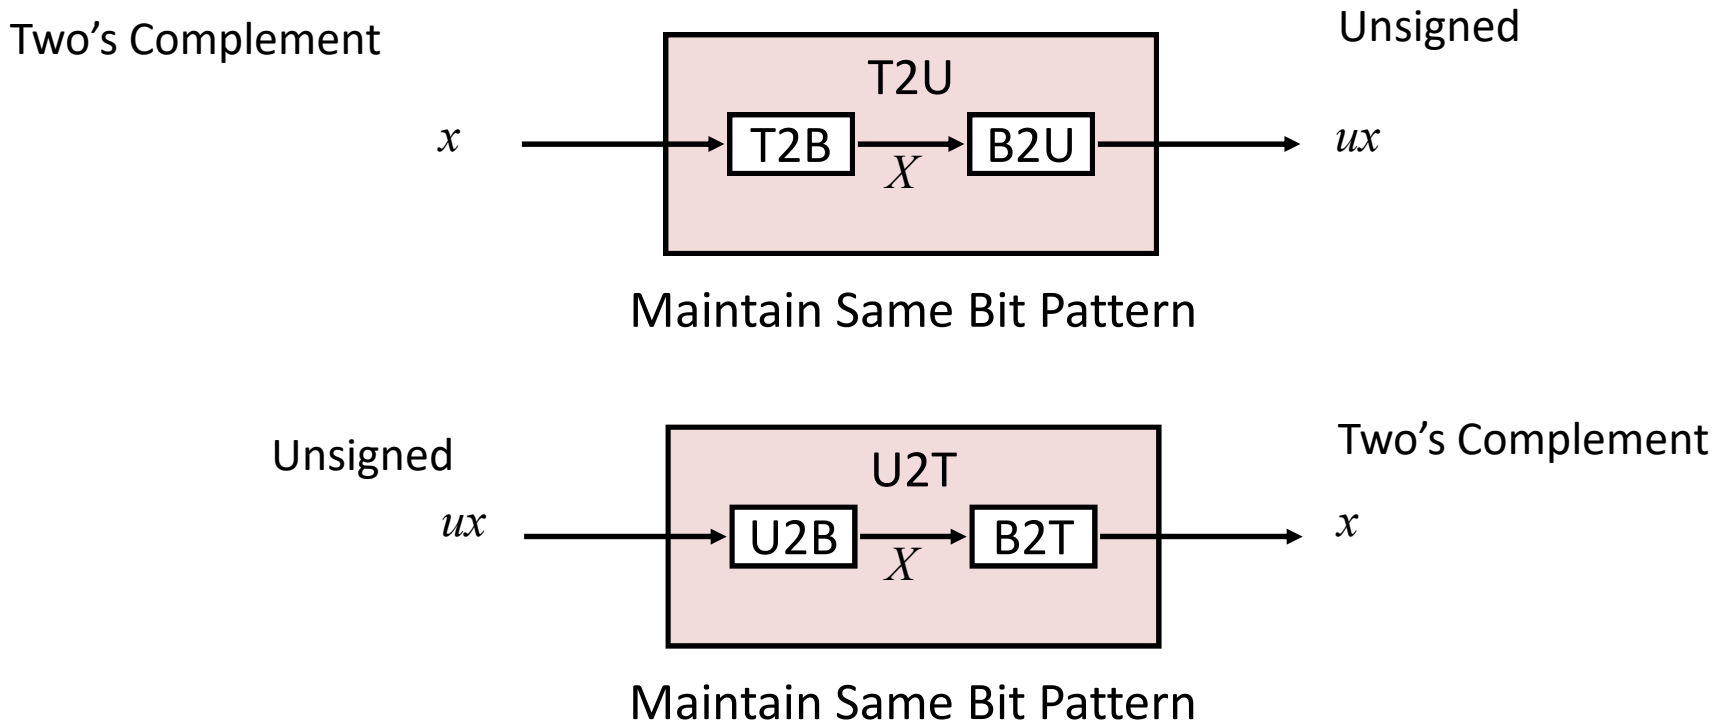 Two’s Complement
Unsigned
T2U
x
T2B
X
B2U
ux
Maintain Same Bit Pattern
Unsigned
Two’s Complement
U2T
ux
U2B
X
B2T
x
Maintain Same Bit Pattern